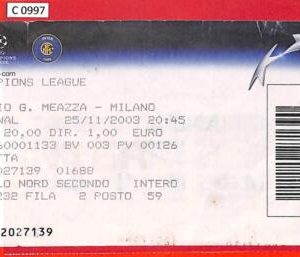 C 0997
INTER
.com
PIONS LEAGUE
IO G. MEAZZA - MILANO
NAL 25/11/2003 20:45
20,00 DIR. 1,00 EURO
60001133 BV 003 PV 00126
TTA
027139 01688
LO NORD SECONDO INTERO
232 FILA 2 POSTO 59
2027139